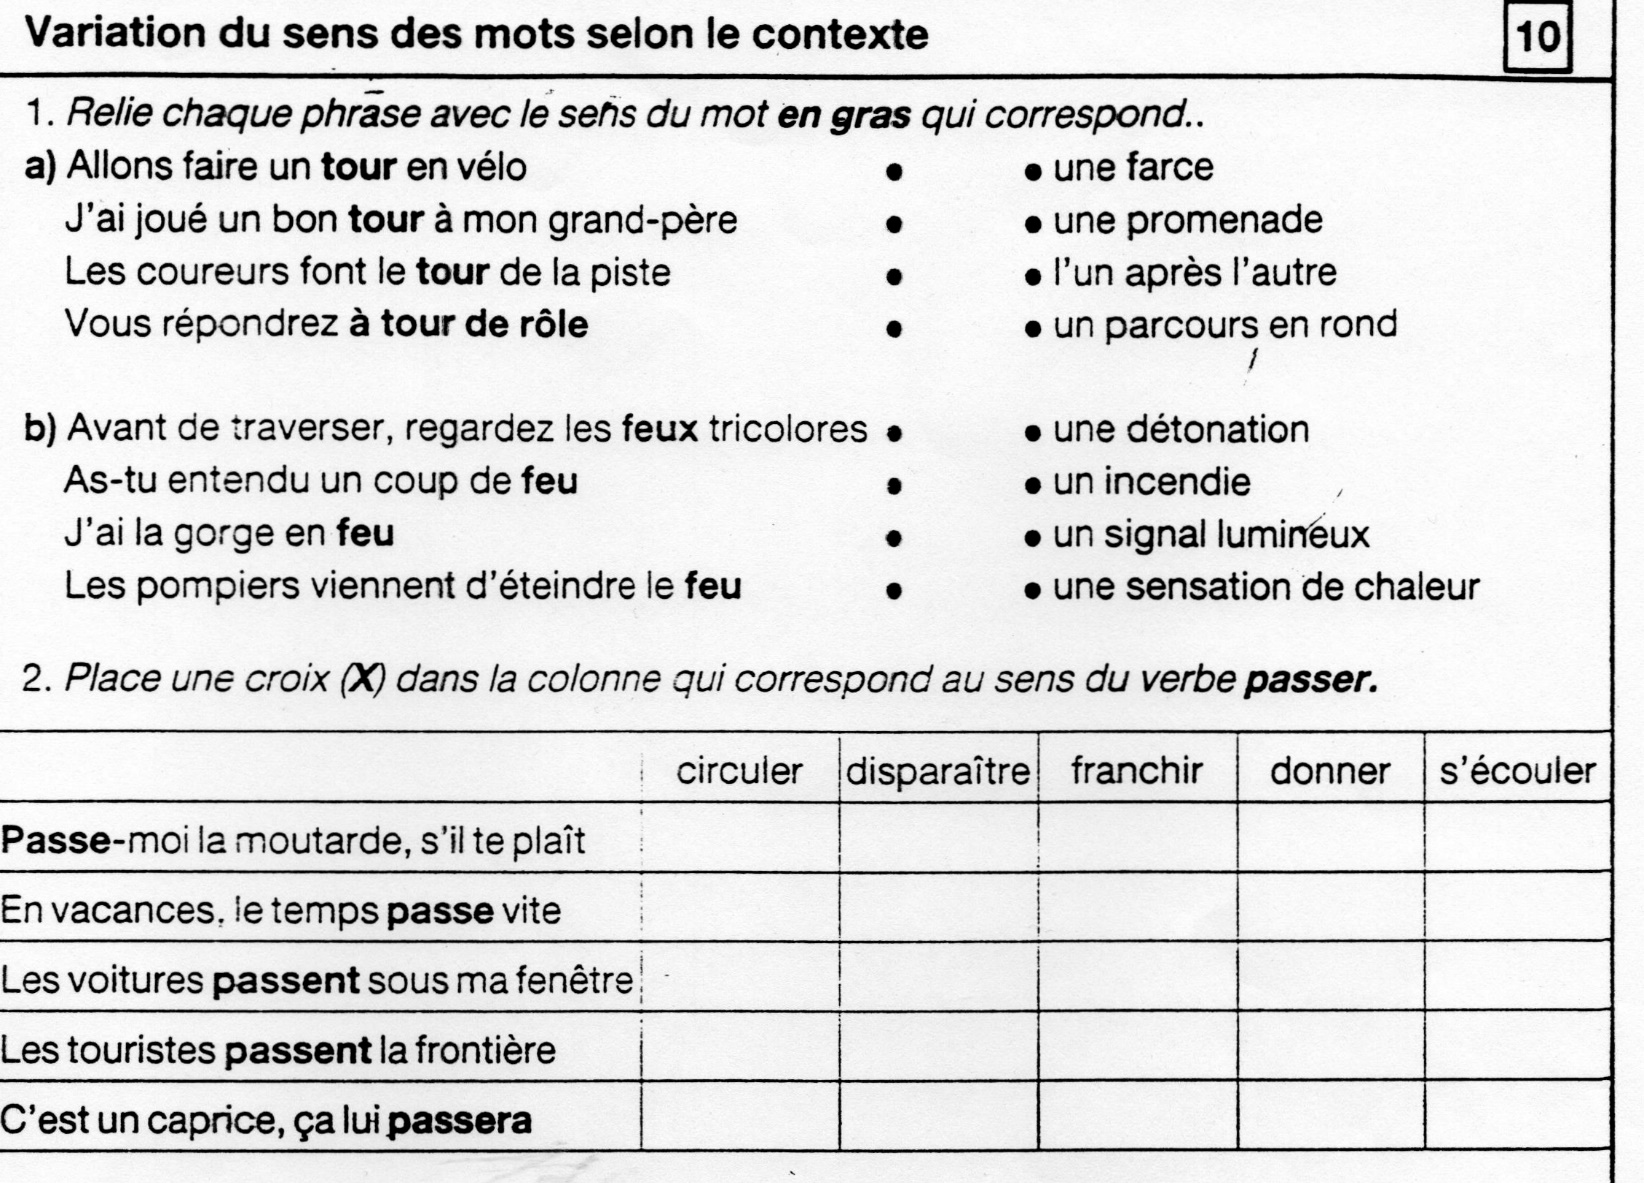 Variation du sens des mots selon le contexte
10
1. Relie chaque phrase avec le sens du mot en gras qui correspond..
a) Allons faire un tour en vélo • • une farce
J'ai joué un bon tour à mon grand-père • • une promenade
Les coureurs font le tour de la piste • • l'un après l'autre
Vous répondrez à tour de rôle • • un parcours en rond
b) Avant de traverser, regardez les feux tricolores • • une détonation
As-tu entendu un coup de feu • • un incendie
J'ai la gorge en feu • • un signal lumineux
Les pompiers viennent d'éteindre le feu • • une sensation de chaleur
2. Place une croix (X) dans la colonne qui correspond au sens du verbe passer.
circuler disparaître franchir donner s'écouler
Passe-moi la moutarde, s'il te plaît
En vacances, le temps passe vite
Les voitures passent sous ma fenêtre
Les touristes passent la frontière
C'est un caprice, ça lui passera